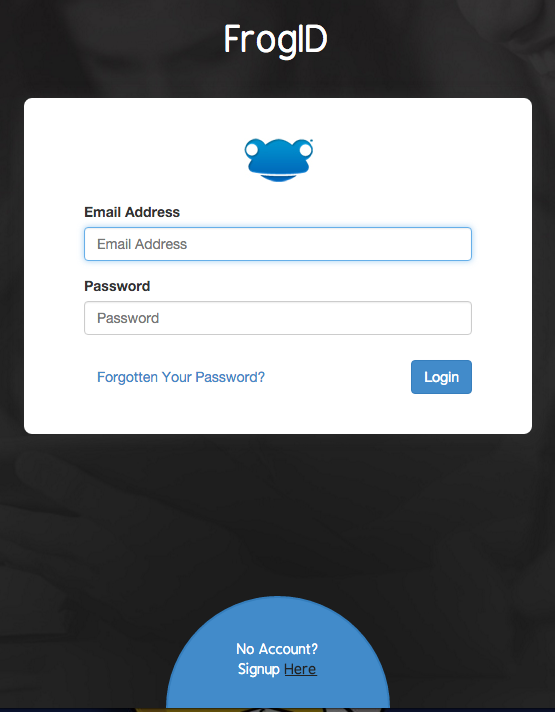 FrogID
Email Address
Email Address
Password
Password
Forgotten Your Password?
Login
No Account?
Signup Here